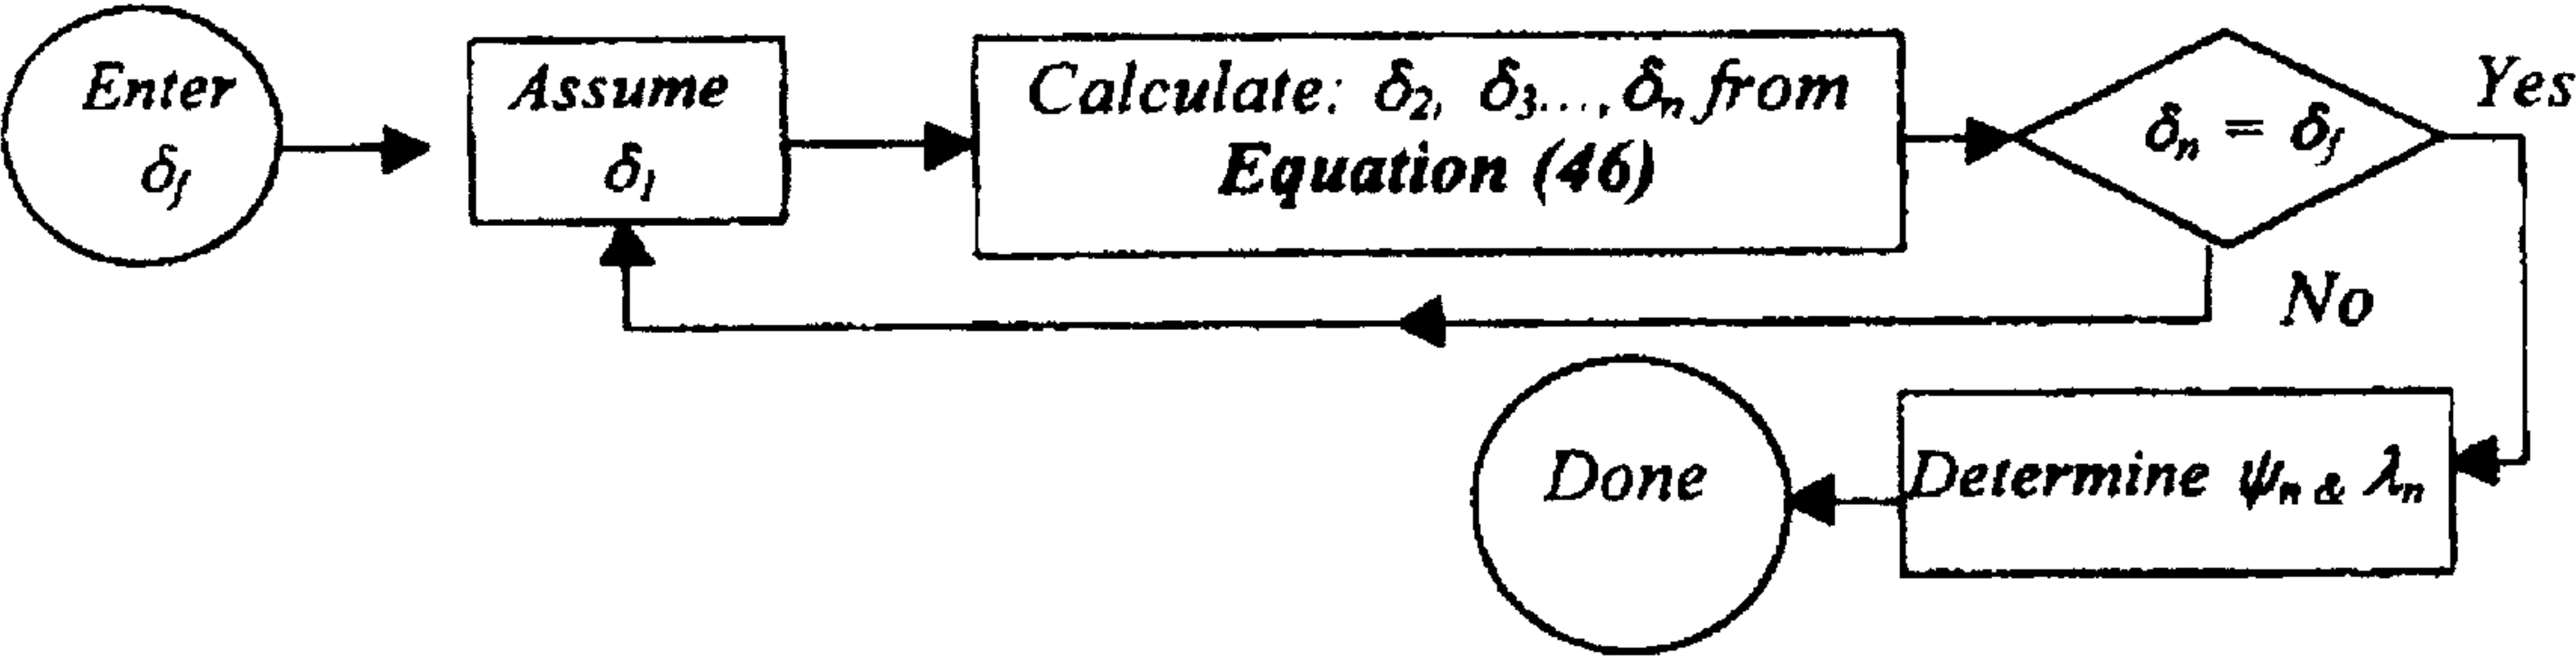 Enter
δf
Assume
δ1
Calculate: δ2, δ3...,δn from
Equation (46)
δn = δf
Yes
No
Determine ψn & λn
Done